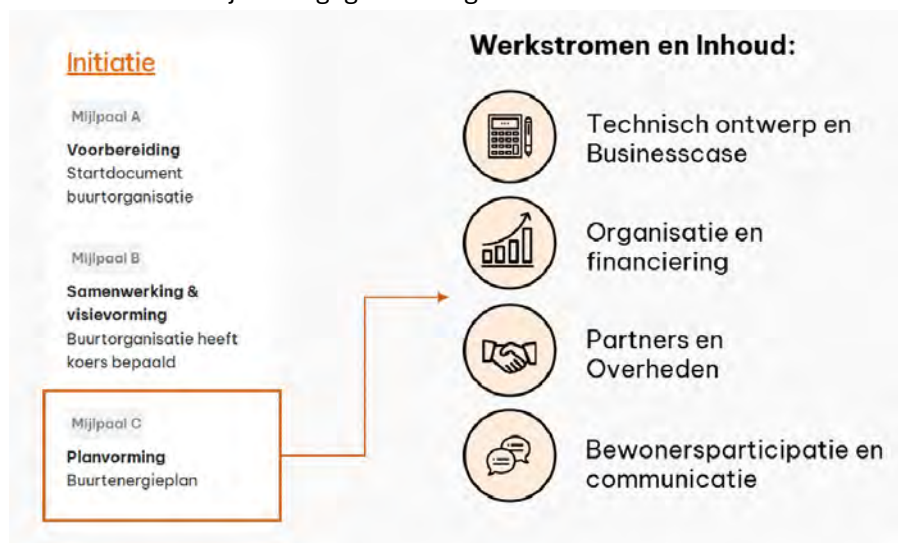 Initiatie
Mijlpaal A
Voorbereiding
Startdocument
buurtorganisatie
Mijlpaal B
Samenwerking &
visievorming
Buurtorganisatie heeft
koers bepaald
Mijlpaal C
Planvorming
Buurtenergieplan
Werkstromen en Inhoud:
Technisch ontwerp en
Businesscase
Organisatie en
financiering
Partners en
Overheden
Bewonersparticipatie en
communicatie